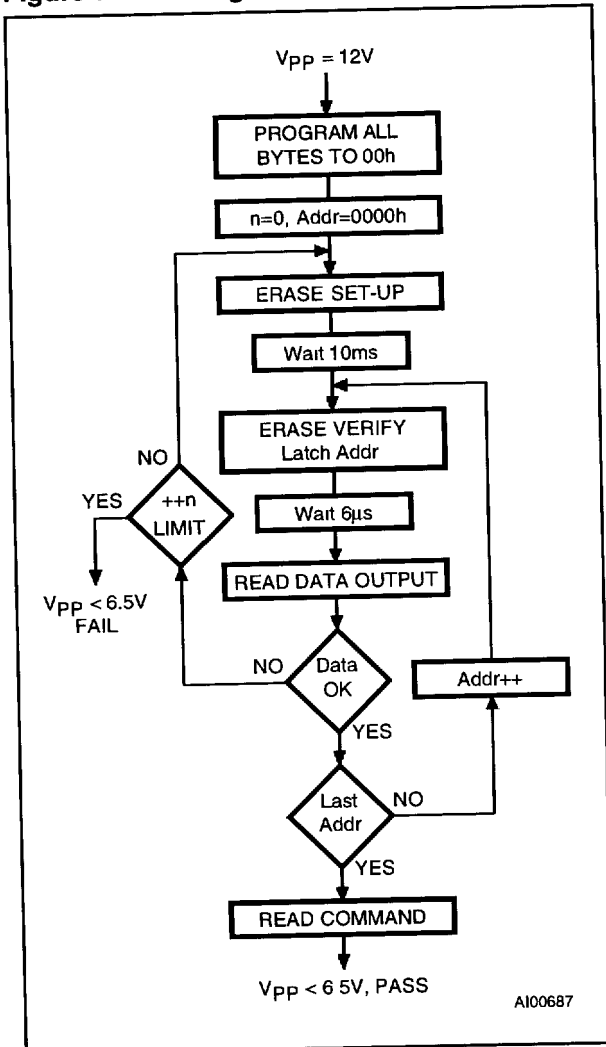 VPP = 12V
PROGRAM ALL
BYTES TO 00h
n=0, Addr=0000h
ERASE SET-UP
Wait 10ms
ERASE VERIFY
Latch Addr
NO
YES
++n
LIMIT
Wait 6µs
READ DATA OUTPUT
VPP < 6.5V
FAIL
NO
Data
OK
Addr++
YES
Last
Addr
NO
YES
READ COMMAND
VPP < 6 5V, PASS
AI00687